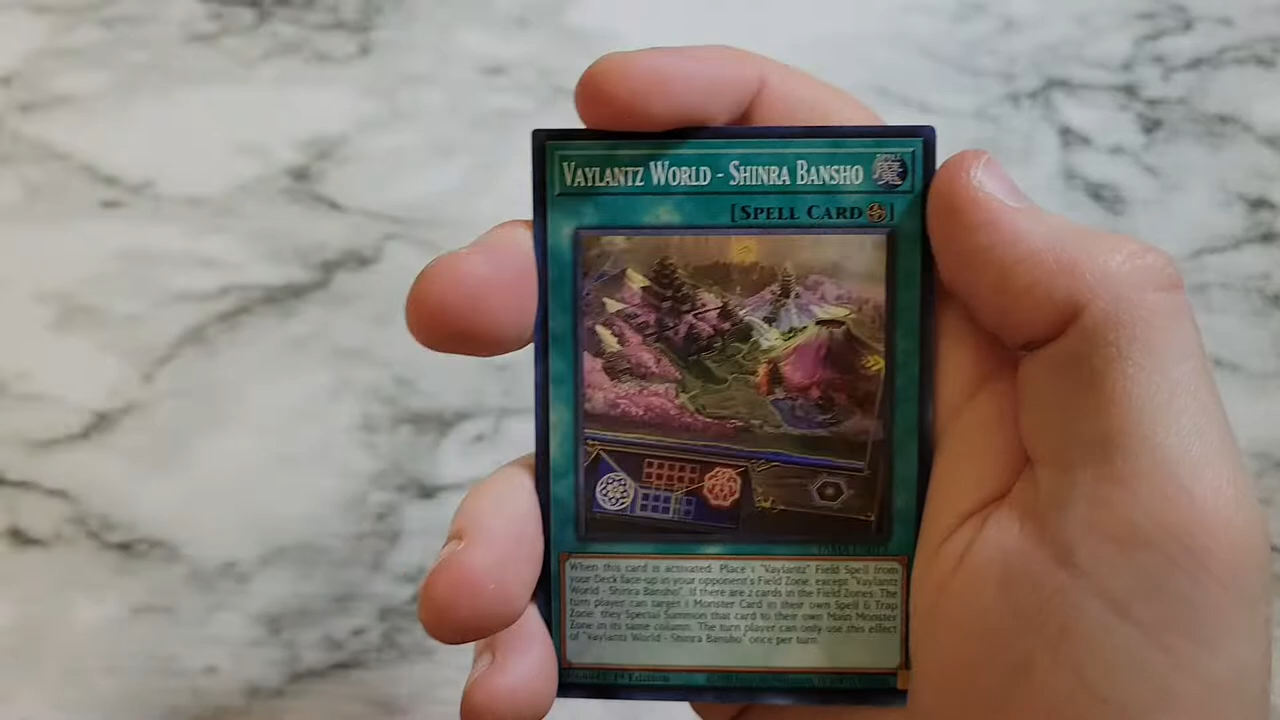 VAYLANTZ WORLD - SHINRA BANSHO
SPELL
魔
[SPELL CARD]
When this card is activated: Place 1 "Vaylantz" Field Spell from
your Deck face-up in your opponent's Field Zone, except "Vaylantz
World - Shinra Bansho". If there are 2 cards in the Field Zones: The
turn player can target 1 Monster Card in their own Spell & Trap
Zone; they Special Summon that card to their own Main Monster
Zone in its same column. The turn player can only use this effect
of "Vaylantz World - Shinra Bansho" once per turn.
1st Edition